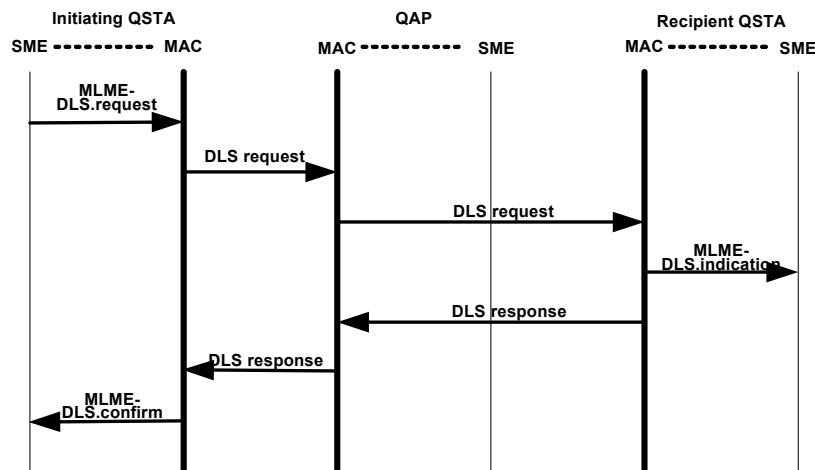 Initiating QSTA
QAP
Recipient QSTA
SME
MAC
MAC
SME
MAC
SME
MLME-
DLS.request
DLS request
DLS request
MLME-
DLS.indication
DLS response
DLS response
MLME-
DLS.confirm